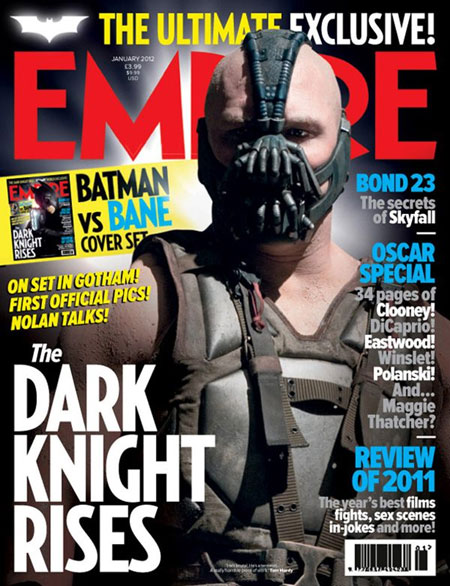 THE ULTIMATE EXCLUSIVE!
EMPIRE
JANUARY 2012
£3.99
$9.99
USD
EMPIRE
THE
DARK
KNIGHT
RISES
BATMAN
VS BANE
COVER SET
ON SET IN GOTHAM!
FIRST OFFICIAL PICS!
NOLAN TALKS!
The
DARK
KNIGHT
RISES
BOND 23
The secrets
of Skyfall
OSCAR
SPECIAL
34 pages of
Clooney!
DiCaprio!
Eastwood!
Winslet!
Polanski!
And...
Maggie
Thatcher?
REVIEW
OF 2011
The year's best films
fights, sex scenes
in-jokes and more!
01
Tom Hardy